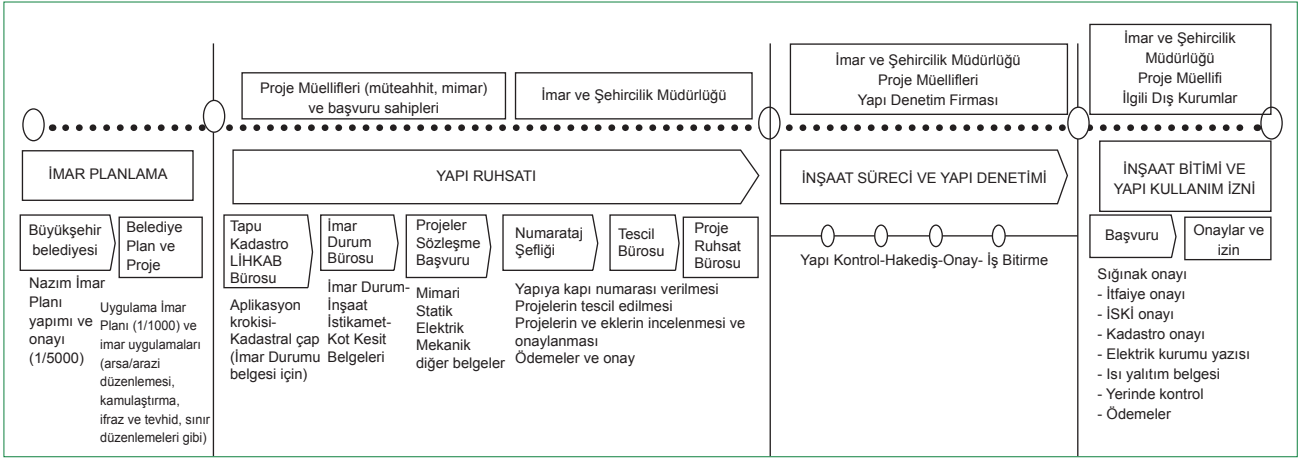 Proje Müellifleri (müteahhit, mimar)
ve başvuru sahipleri
İmar ve Şehircilik Müdürlüğü
İmar ve Şehircilik Müdürlüğü
Proje Müellifleri
Yapı Denetim Firması
İmar ve Şehircilik
Müdürlüğü
Proje Müellifi
İlgili Dış Kurumlar
İMAR PLANLAMA
YAPI RUHSATI
İNŞAAT SÜRECİ VE YAPI DENETİMİ
İNŞAAT BİTİMİ VE
YAPI KULLANIM İZNİ
Büyükşehir
belediyesi
Belediye
Plan ve
Proje
Nazım İmar
Planı
yapımı ve
onayı
(1/5000)
Uygulama İmar
Planı (1/1000) ve
imar uygulamaları
(arsa/arazi
düzenlemesi,
kamulaştırma,
ifraz ve tevhid, sınır
düzenlemeleri gibi)
Tapu
Kadastro
LİHKAB
Bürosu
Aplikasyon
krokisi-
Kadastral çap
(İmar Durumu
belgesi için)
İmar
Durum
Bürosu
İmar Durum-
İnşaat
İstikamet-
Kot Kesit
Belgeleri
Projeler
Sözleşme
Başvuru
Mimari
Statik
Elektrik
Mekanik
diğer belgeler
Numarataj
Şefliği
Tescil
Bürosu
Proje
Ruhsat
Bürosu
Yapıya kapı numarası verilmesi
Projelerin tescil edilmesi
Projelerin ve eklerin incelenmesi ve
onaylanması
Ödemeler ve onay
Yapı Kontrol-Hakediş-Onay- İş Bitirme
Başvuru
Onaylar ve
izin
Sığınak onayı
- İtfaiye onayı
- İSKİ onayı
- Kadastro onayı
- Elektrik kurumu yazısı
- Isı yalıtım belgesi
- Yerinde kontrol
- Ödemeler